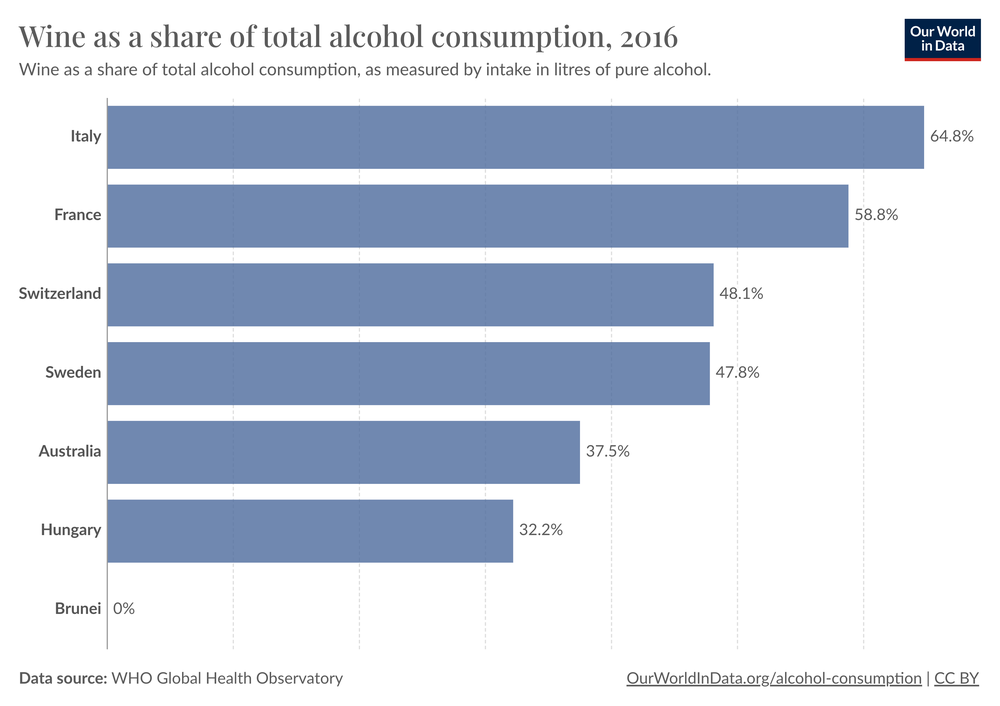 Wine as a share of total alcohol consumption, 2016
Our World
in Data
Wine as a share of total alcohol consumption, as measured by intake in litres of pure alcohol.
Italy 64.8%
France 58.8%
Switzerland 48.1%
Sweden 47.8%
Australia 37.5%
Hungary 32.2%
Brunei 0%
Data source: WHO Global Health Observatory
OurWorldInData.org/alcohol-consumption | CC BY